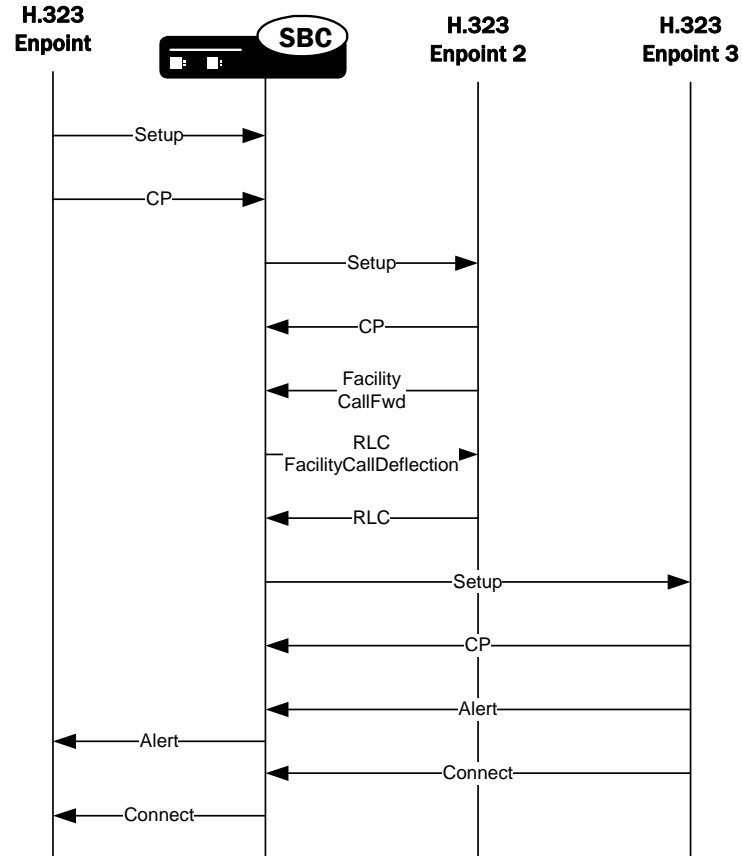 H.323
Enpoint
SBC
H.323
Enpoint 2
H.323
Enpoint 3
Setup
CP
Setup
CP
Facility
CallFwd
RLC
FacilityCallDeflection
RLC
Setup
CP
Alert
Alert
Connect
Connect